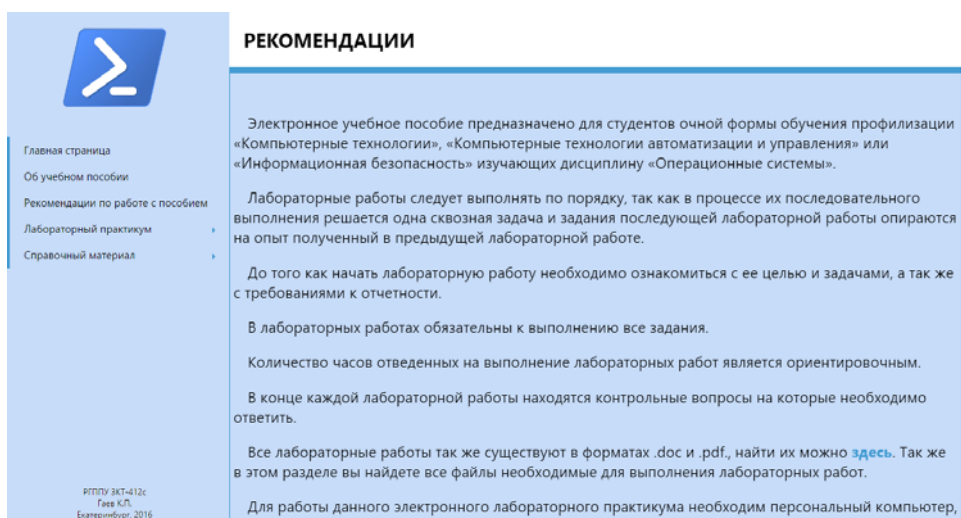 РЕКОМЕНДАЦИИ
Главная страница
Об учебном пособии
Рекомендации по работе с пособием
Лабораторный практикум
Справочный материал
РГППУ ЗКТ-412с
Гаев К.П.
Екатеринбург, 2016
Электронное учебное пособие предназначено для студентов очной формы обучения профилизации
«Компьютерные технологии», «Компьютерные технологии автоматизации и управления» или
«Информационная безопасность» изучающих дисциплину «Операционные системы».
Лабораторные работы следует выполнять по порядку, так как в процессе их последовательного
выполнения решается одна сквозная задача и задания последующей лабораторной работы опираются
на опыт полученный в предыдущей лабораторной работе.
До того как начать лабораторную работу необходимо ознакомиться с ее целью и задачами, а так же
с требованиями к отчетности.
В лабораторных работах обязательны к выполнению все задания.
Количество часов отведенных на выполнение лабораторных работ является ориентировочным.
В конце каждой лабораторной работы находятся контрольные вопросы на которые необходимо
ответить.
Все лабораторные работы так же существуют в форматах .doc и .pdf., найти их можно здесь. Так же
в этом разделе вы найдете все файлы необходимые для выполнения лабораторных работ.
Для работы данного электронного лабораторного практикума необходим персональный компьютер,